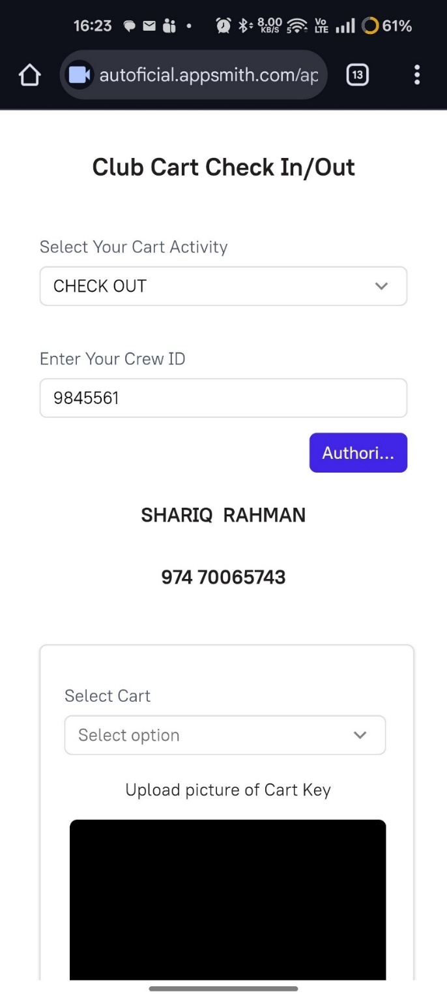 16:23 8.00 KB/S 5 Vo LTE 61%
autoficial.appsmith.com/ap 13
Club Cart Check In/Out
Select Your Cart Activity
CHECK OUT
Enter Your Crew ID
9845561
Authori...
SHARIQ RAHMAN
974 70065743
Select Cart
Select option
Upload picture of Cart Key